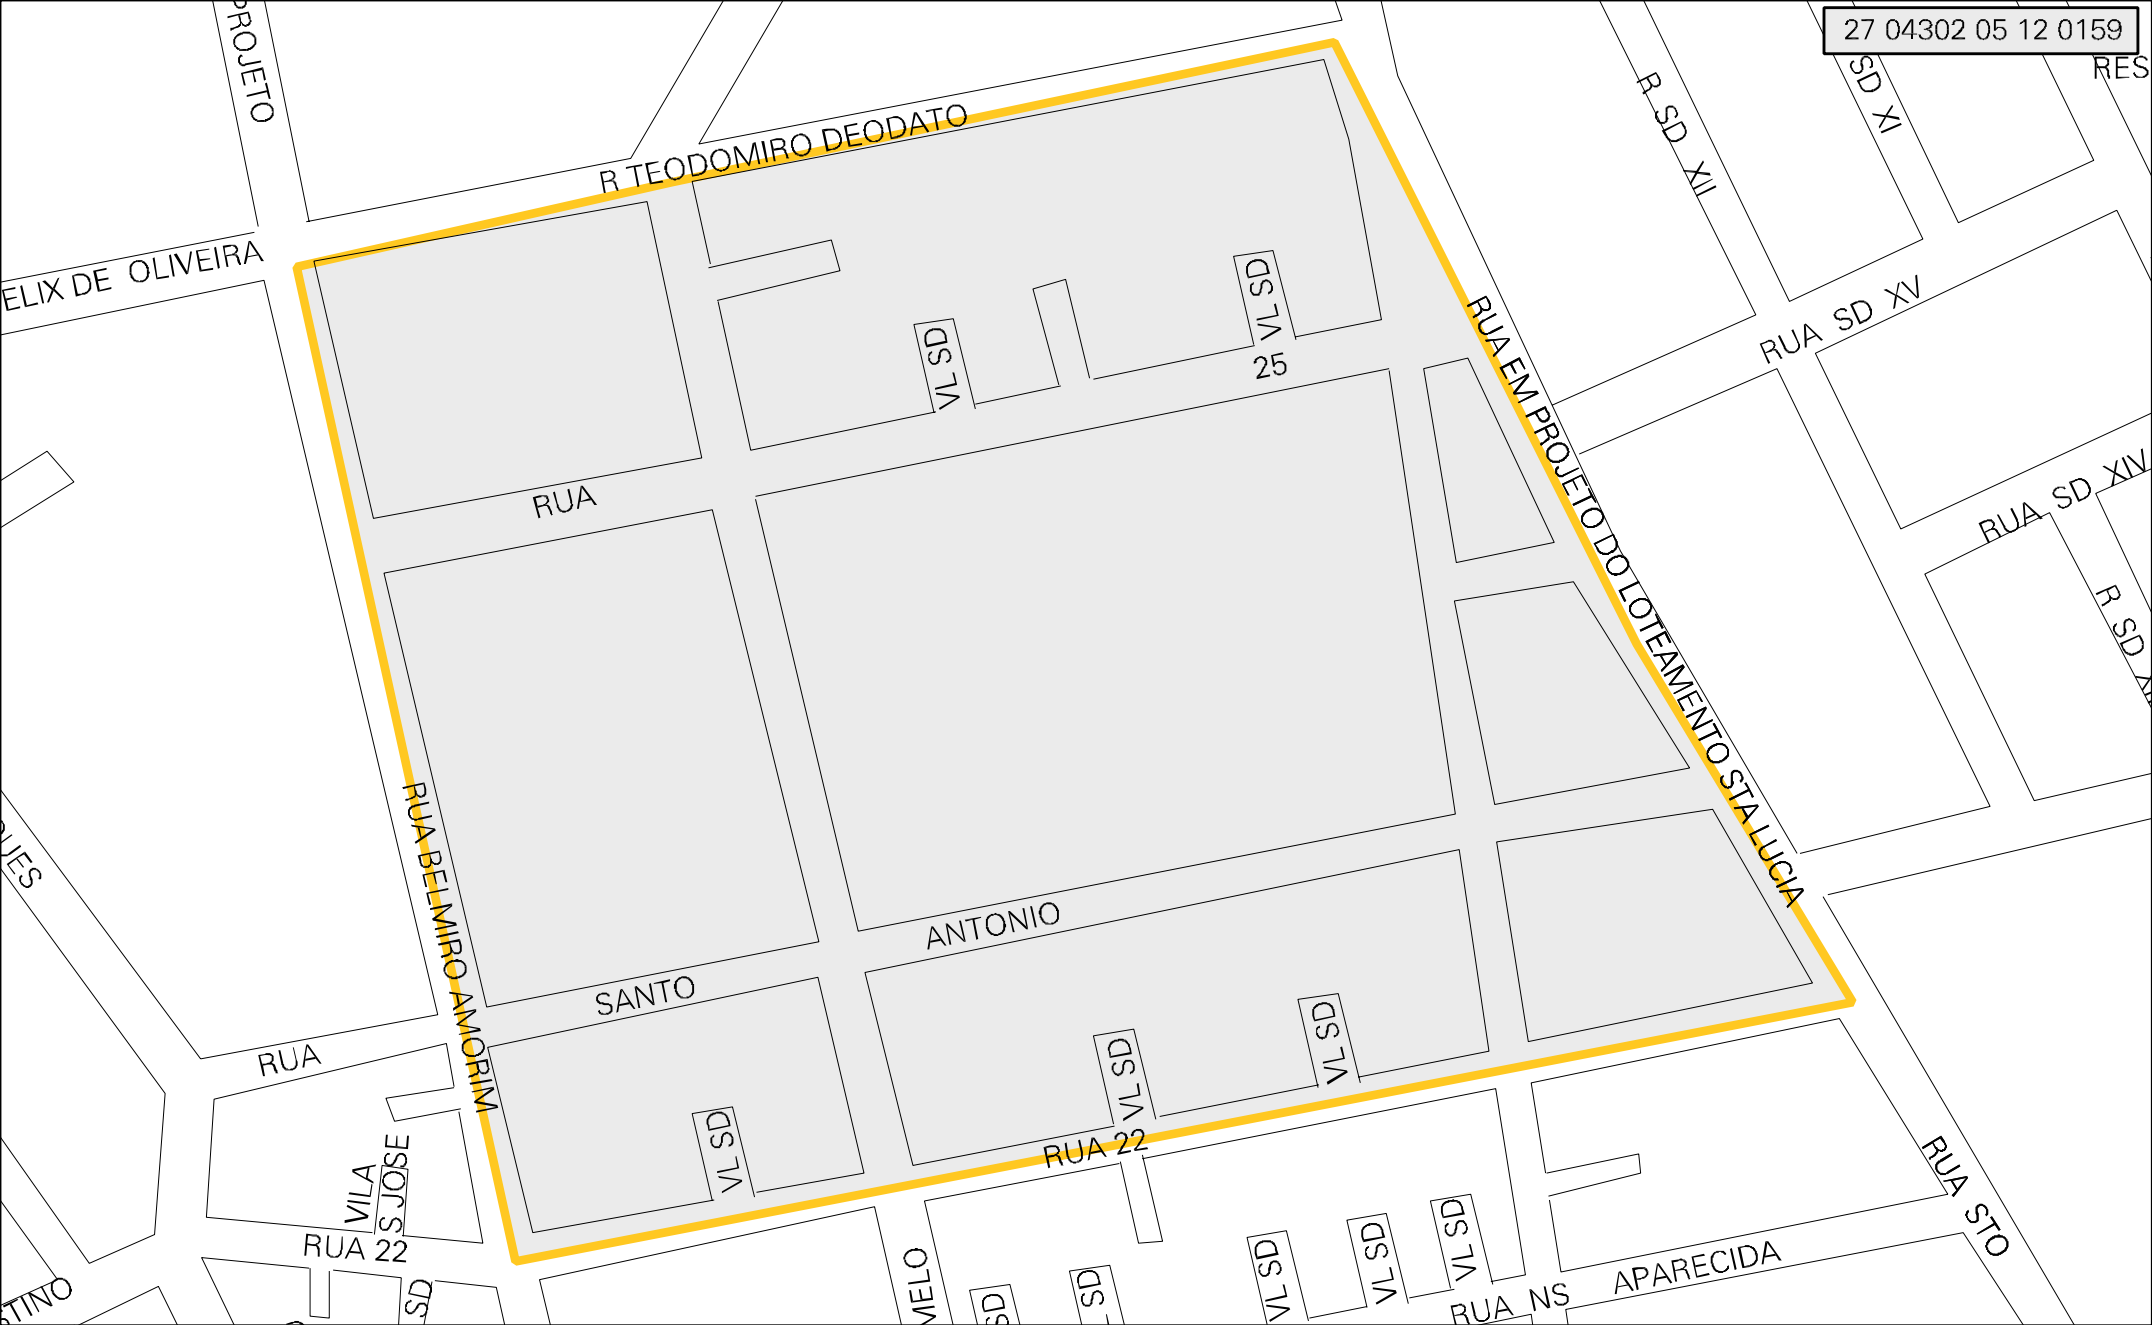 27 04302 05 12 0159
PROJETO
RES
R SD XII
SD XI
R TEODOMIRO DEODATO
ELIX DE OLIVEIRA
VL SD
VL SD
25
RUA SD XV
RUA EM PROJETO DO LOTEAMENTO STA LUCIA
RUA
RUA SD XIV
R SD
RUA BELMIRO AMORIM
UES
ANTONIO
SANTO
RUA
VL SD
VL SD
VL SD
RUA 22
VILA
S JOSE
RUA 22
SD
TINO
MELO
SD
SD
VL SD
VL SD
VL SD
RUA NS APARECIDA
RUA STO